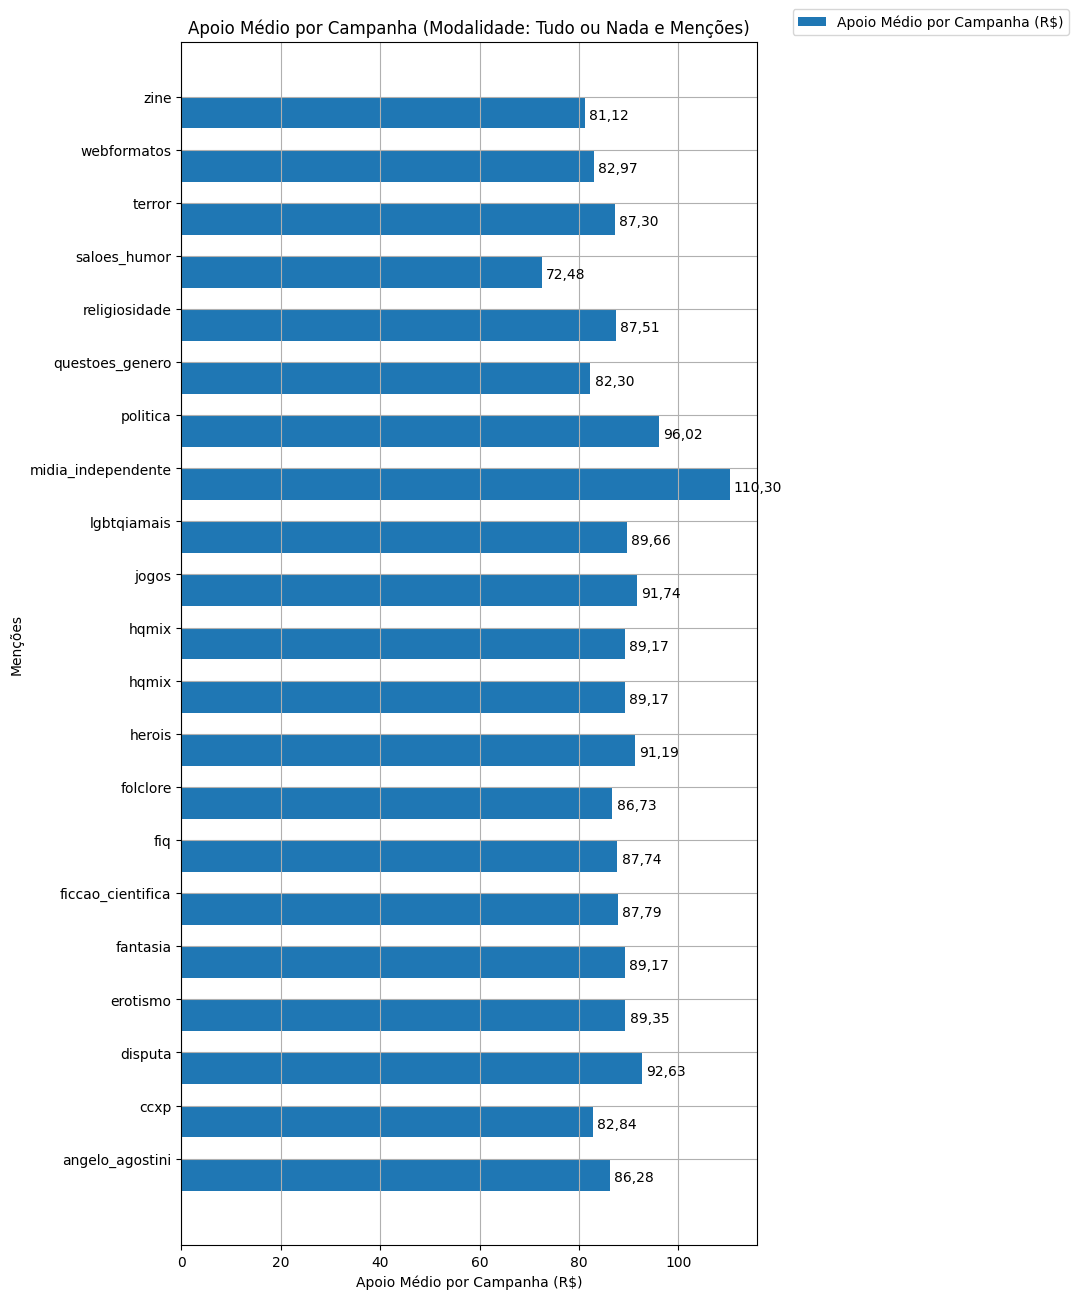 Apoio Médio por Campanha (Modalidade: Tudo ou Nada e Menções)
Apoio Médio por Campanha (R$)
zine 81,12
webformatos 82,97
terror 87,30
saloes_humor 72,48
religiosidade 87,51
questoes_genero 82,30
politica 96,02
midia_independente 110,30
lgbtqiamais 89,66
jogos 91,74
hqmix 89,17
hqmix 89,17
herois 91,19
folclore 86,73
fiq 87,74
ficcao_cientifica 87,79
fantasia 89,17
erotismo 89,35
disputa 92,63
ccxp 82,84
angelo_agostini 86,28
Menções
0 20 40 60 80 100
Apoio Médio por Campanha (R$)